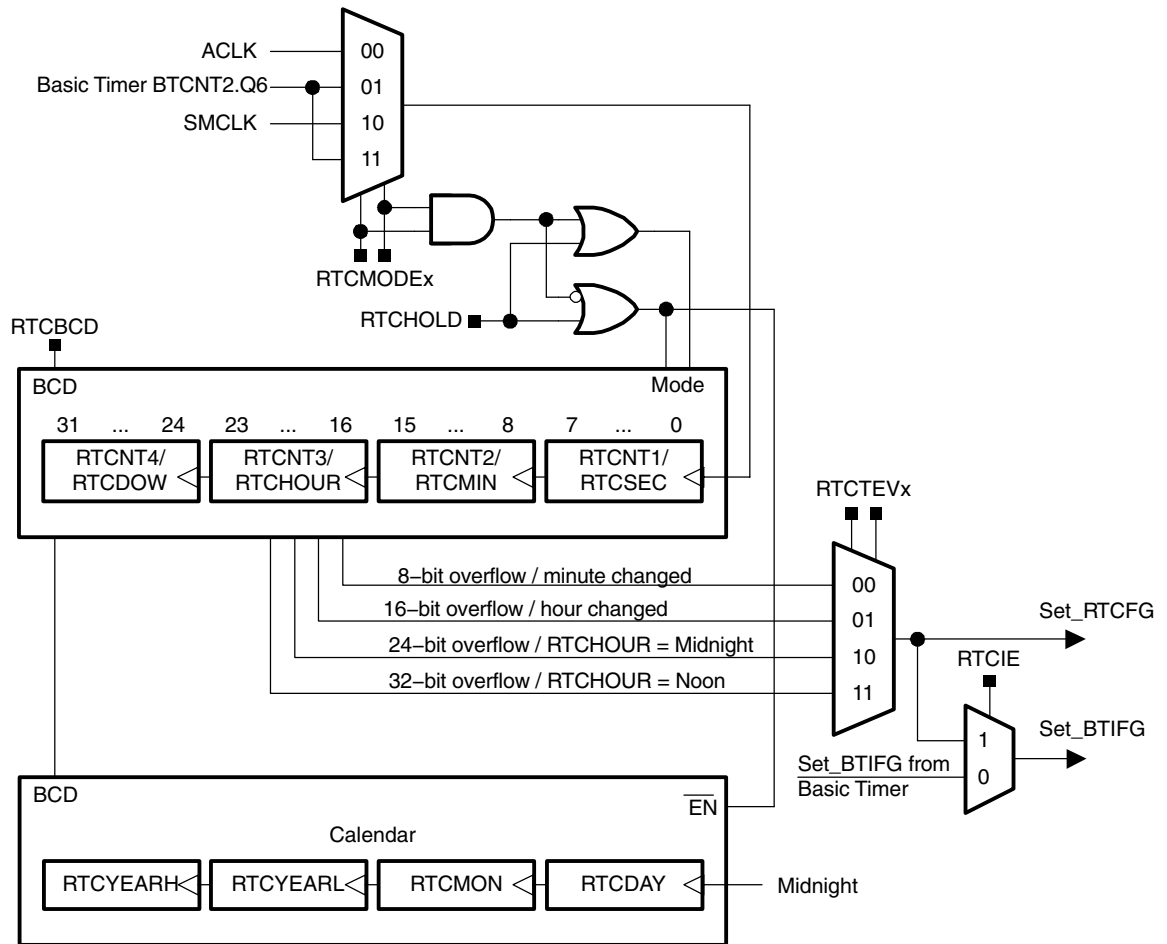 ACLK
00
Basic Timer BTCNT2.Q6
01
SMCLK
10
11
RTCMODEx
RTCHOLD
RTCBCD
BCD
Mode
31 ... 24
23 ... 16
15 ... 8
7 ... 0
RTCNT4/
RTCDOW
RTCNT3/
RTCHOUR
RTCNT2/
RTCMIN
RTCNT1/
RTCSEC
RTCTEVx
8−bit overflow / minute changed
00
16−bit overflow / hour changed
01
24−bit overflow / RTCHOUR = Midnight
10
32−bit overflow / RTCHOUR = Noon
11
Set_RTCFG
RTCIE
1
0
Set_BTIFG
Set_BTIFG from
Basic Timer
BCD
EN
Calendar
RTCYEARH
RTCYEARL
RTCMON
RTCDAY
Midnight